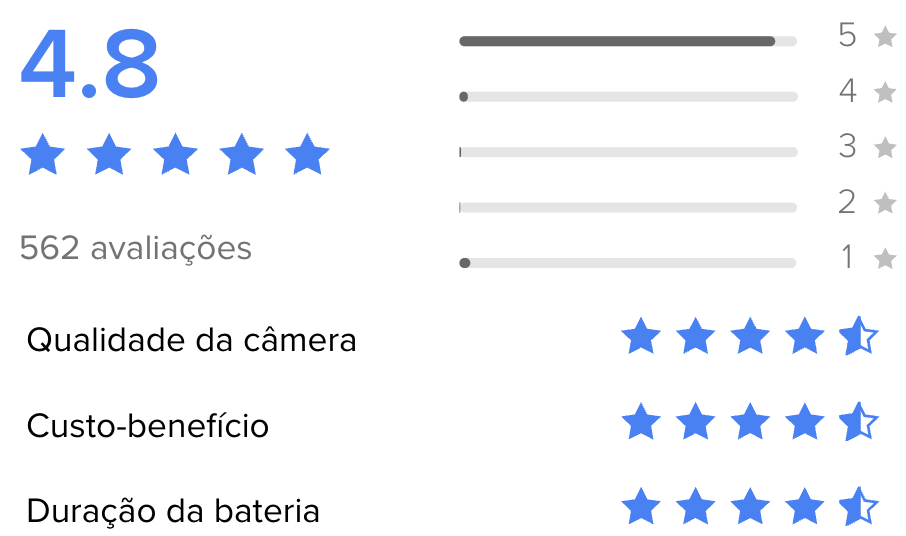 4.8
562 avaliações
5
4
3
2
1
Qualidade da câmera
Custo-benefício
Duração da bateria